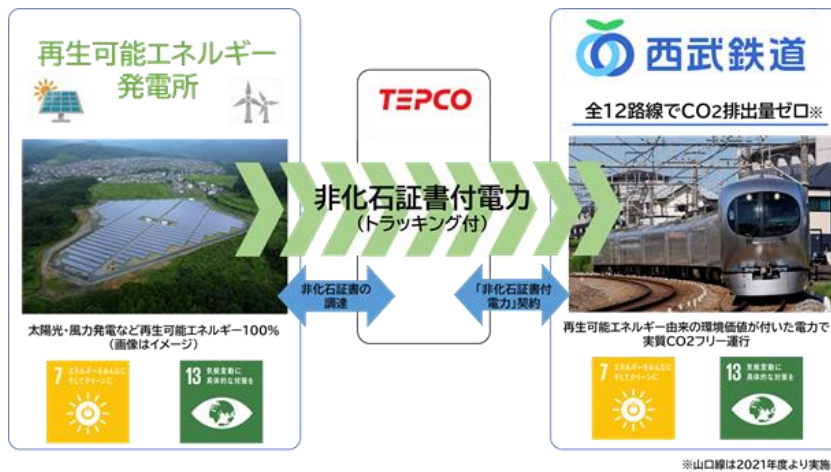 再生可能エネルギー
発電所
太陽光・風力発電など再生可能エネルギー100%
(画像はイメージ)
7 エネルギーをみんなに
そしてクリーンに
13 気候変動に
具体的な対策を
TEPCO
非化石証書付電力
(トラッキング付)
非化石証書の
調達
「非化石証書付
電力」契約
西武鉄道
全12路線でCO2排出量ゼロ※
再生可能エネルギー由来の環境価値が付いた電力で
実質CO2フリー運行
7 エネルギーをみんなに
そしてクリーンに
13 気候変動に
具体的な対策を
※山口線は2021年度より実施